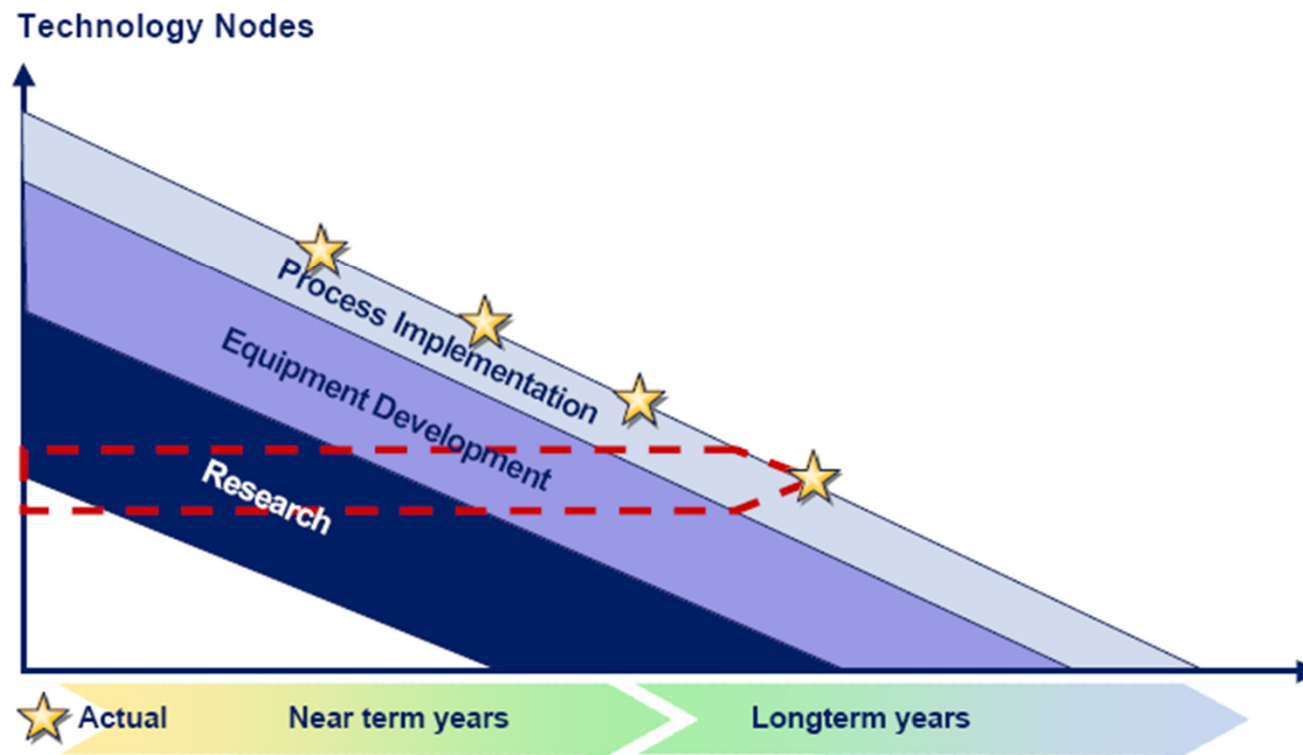 Technology Nodes
Process Implementation
Equipment Development
Research
Actual
Near term years
Longterm years